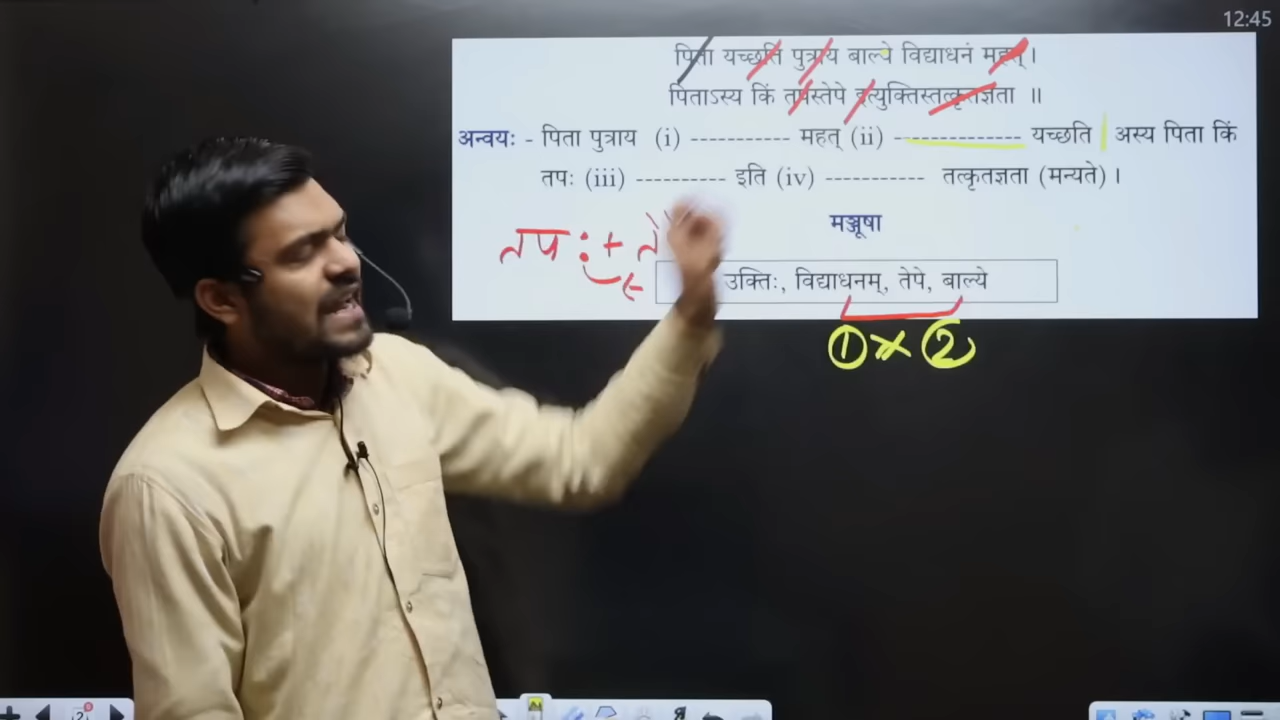 12:45
पिता यच्छति पुत्राय बाल्ये विद्याधनं महत्।
पिताऽस्य किं तपस्तेपे इत्युक्तिस्तत्कृतज्ञता ॥
अन्वयः - पिता पुत्राय (i) ----------- महत् (ii) -------------- यच्छति | अस्य पिता किं
तपः (iii) ---------- इति (iv) ----------- तत्कृतज्ञता (मन्यते) ।
मञ्जूषा
तप : + ते
उक्तिः, विद्याधनम्, तेपे, बाल्ये
① ②